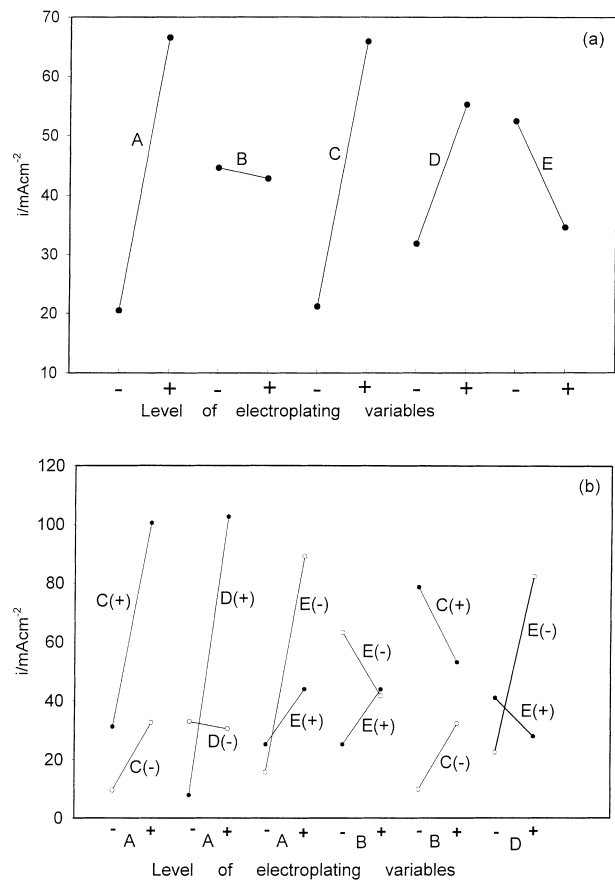 70
(a)
60
50
40
30
20
10
i/mAcm⁻²
A
B
C
D
E
- + - + - + - + - +
Level of electroplating variables
120
(b)
100
80
60
40
20
0
i/mAcm⁻²
C(+)
C(-)
D(+)
D(-)
E(-)
E(+)
E(-)
E(+)
C(+)
C(-)
E(-)
E(+)
- + - + - + - + - + - +
A A A B B D
Level of electroplating variables